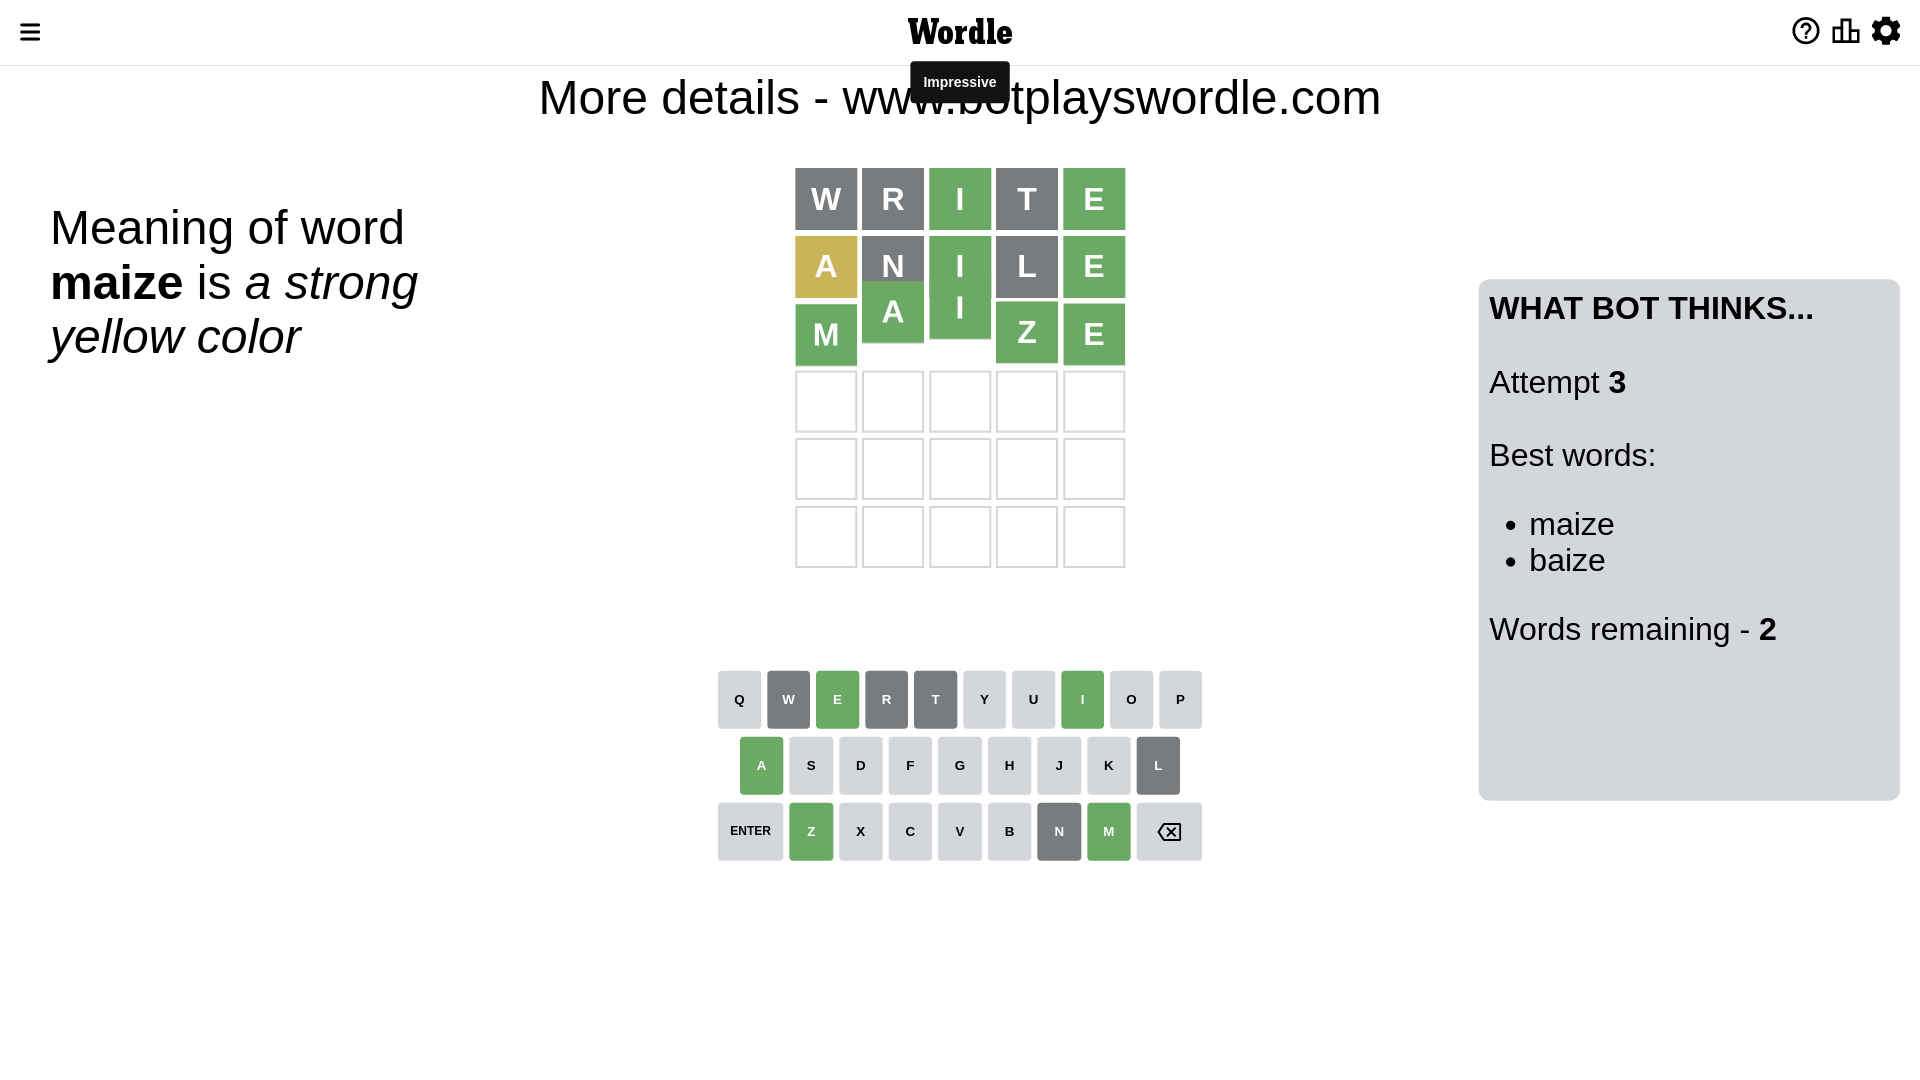 Wordle
Impressive
More details - www.botplayswordle.com
Meaning of word
maize is a strong
yellow color
W R I T E
A N I L E
M A I Z E
WHAT BOT THINKS...
Attempt 3
Best words:
• maize
• baize
Words remaining - 2
Q W E R T Y U I O P
A S D F G H J K L
ENTER Z X C V B N M